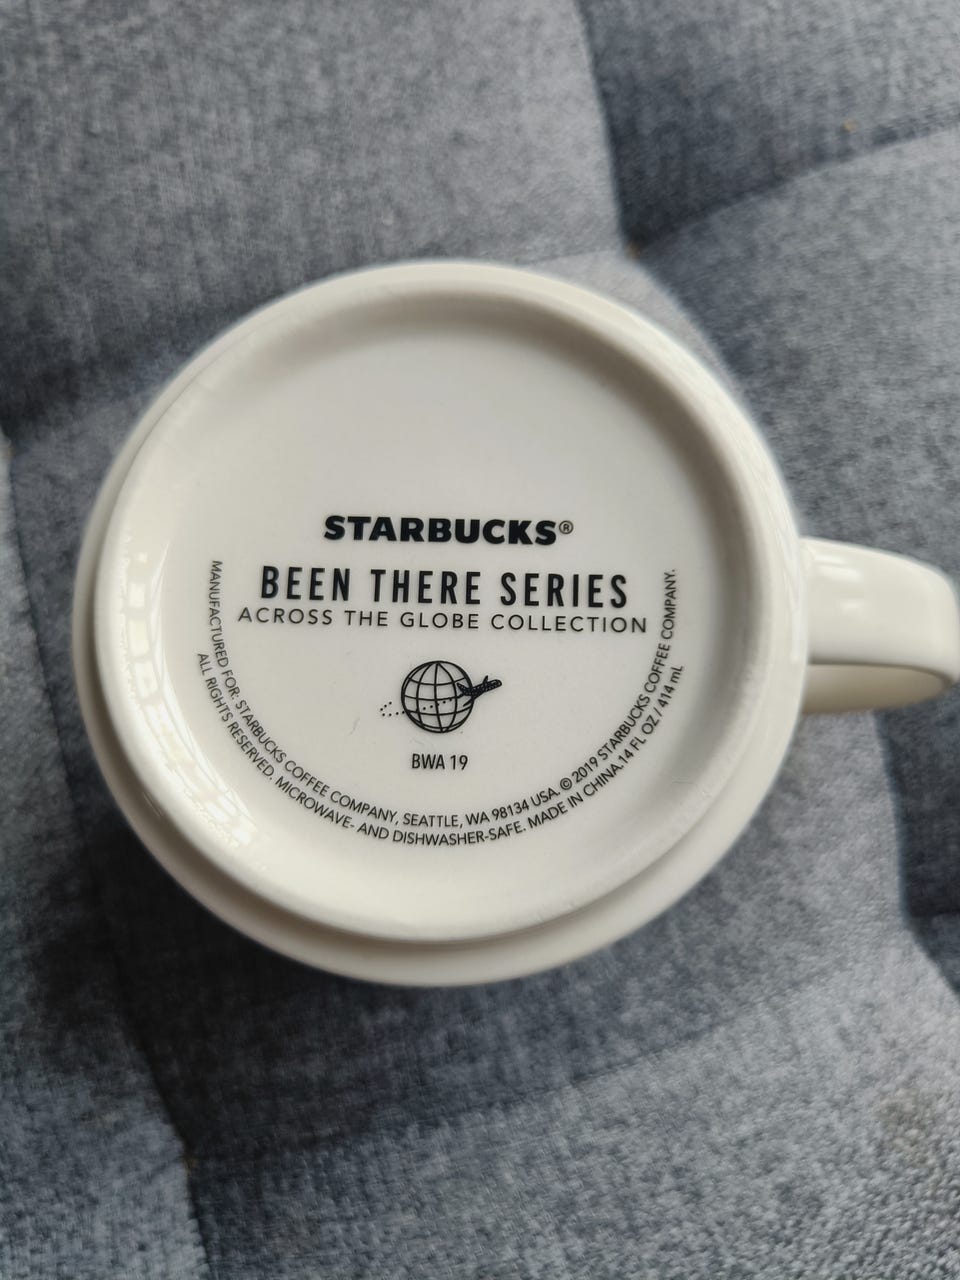 STARBUCKS®
BEEN THERE SERIES
ACROSS THE GLOBE COLLECTION
BWA 19
MANUFACTURED FOR: STARBUCKS COFFEE COMPANY, SEATTLE, WA 98134 USA. © 2019 STARBUCKS COFFEE COMPANY.
ALL RIGHTS RESERVED. MICROWAVE- AND DISHWASHER-SAFE. MADE IN CHINA.14 FL OZ / 414 mL